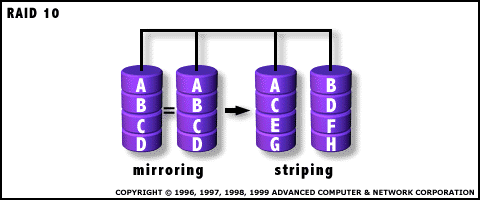 RAID 10
A A A B
B B C D
C = C E F
D D G H
mirroring striping
COPYRIGHT © 1996, 1997, 1998, 1999 ADVANCED COMPUTER & NETWORK CORPORATION